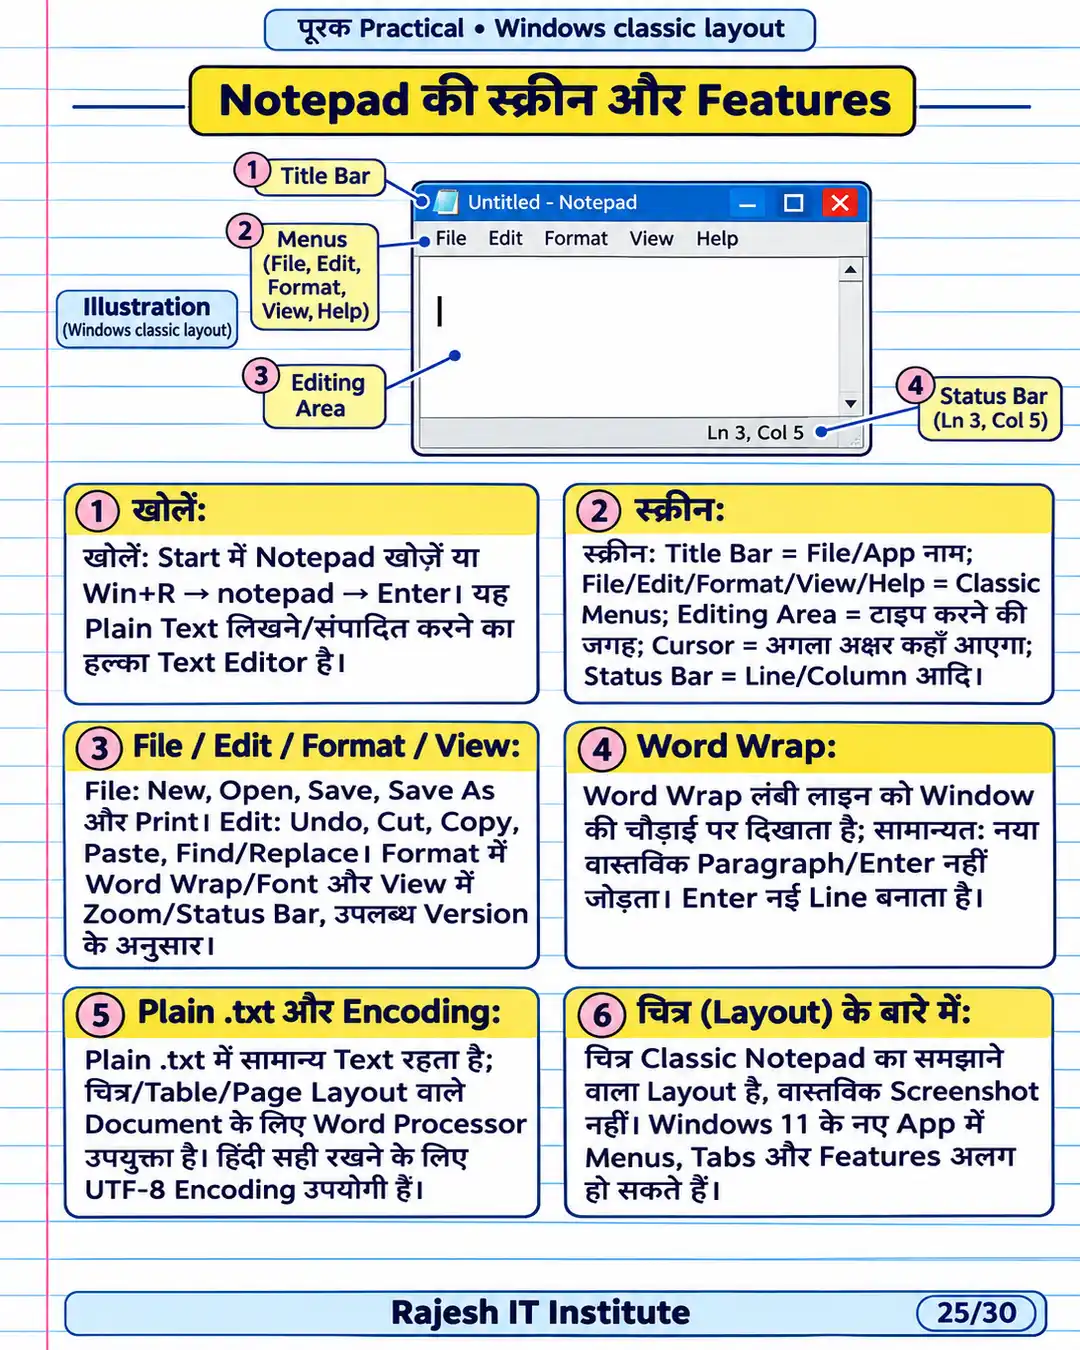 पूरक Practical • Windows classic layout
Notepad की स्क्रीन और Features
1 Title Bar
2 Menus
(File, Edit,
Format,
View, Help)
Illustration
(Windows classic layout)
3 Editing
Area
Untitled - Notepad
File Edit Format View Help
Ln 3, Col 5
4 Status Bar
(Ln 3, Col 5)
1 खोलें:
खोलें: Start में Notepad खोज़ें या
Win+R → notepad → Enter। यह
Plain Text लिखने/संपादित करने का
हल्का Text Editor है।
2 स्क्रीन:
स्क्रीन: Title Bar = File/App नाम;
File/Edit/Format/View/Help = Classic
Menus; Editing Area = टाइप करने की
जगह; Cursor = अगला अक्षर कहाँ आएगा;
Status Bar = Line/Column आदि।
3 File / Edit / Format / View:
File: New, Open, Save, Save As
और Print। Edit: Undo, Cut, Copy,
Paste, Find/Replace। Format में
Word Wrap/Font और View में
Zoom/Status Bar, उपलब्ध Version
के अनुसार।
4 Word Wrap:
Word Wrap लंबी लाइन को Window
की चौड़ाई पर दिखाता है; सामान्यत: नया
वास्तविक Paragraph/Enter नहीं
जोड़ता। Enter नई Line बनाता है।
5 Plain .txt और Encoding:
Plain .txt में सामान्य Text रहता है;
चित्र/Table/Page Layout वाले
Document के लिए Word Processor
उपयुक्ता है। हिंदी सही रखने के लिए
UTF-8 Encoding उपयोगी हैं।
6 चित्र (Layout) के बारे में:
चित्र Classic Notepad का समझाने
वाला Layout है, वास्तविक Screenshot
नहीं। Windows 11 के नए App में
Menus, Tabs और Features अलग
हो सकते हैं।
Rajesh IT Institute
25/30